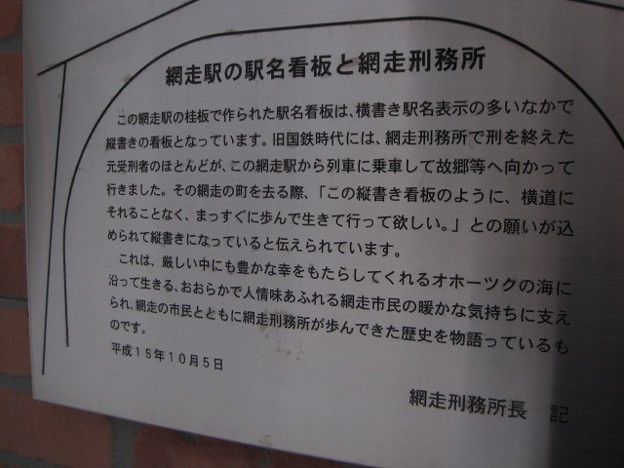 網走駅の駅名看板と網走刑務所
この網走駅の桂板で作られた駅名看板は、横書き駅名表示の多いなかで
縦書きの看板となっています。旧国鉄時代には、網走刑務所で刑を終えた
元受刑者のほとんどが、この網走駅から列車に乗車して故郷等へ向かって
行きました。その網走の町を去る際、「この縦書き看板のように、横道に
それることなく、まっすぐに歩んで生きて行って欲しい。」との願いが込
められて縦書きになっていると伝えられています。
これは、厳しい中にも豊かな幸をもたらしてくれるオホーツクの海に
沿って生きる、おおらかで人情味あふれる網走市民の暖かな気持ちに支え
られ、網走の市民とともに網走刑務所が歩んできた歴史を物語っているも
のです。
平成15年10月5日
網走刑務所長 記